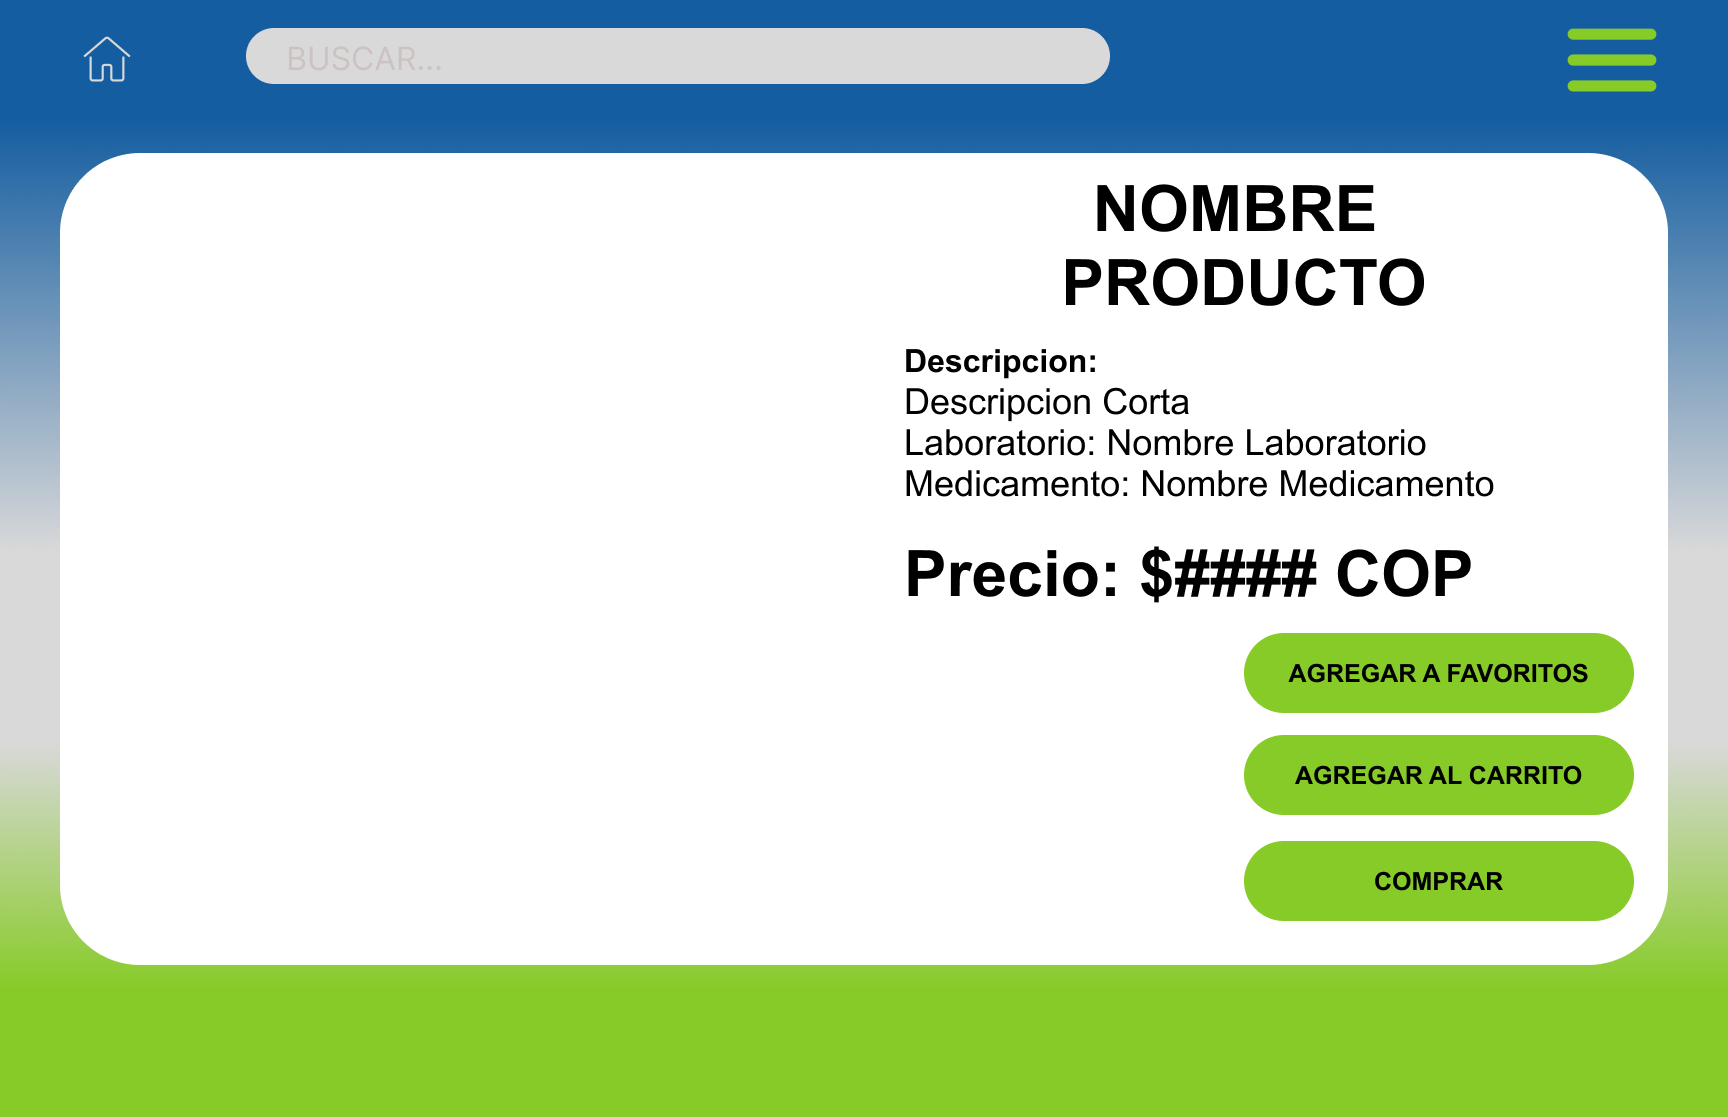 BUSCAR...
NOMBRE
PRODUCTO
Descripcion:
Descripcion Corta
Laboratorio: Nombre Laboratorio
Medicamento: Nombre Medicamento
Precio: $#### COP
AGREGAR A FAVORITOS
AGREGAR AL CARRITO
COMPRAR